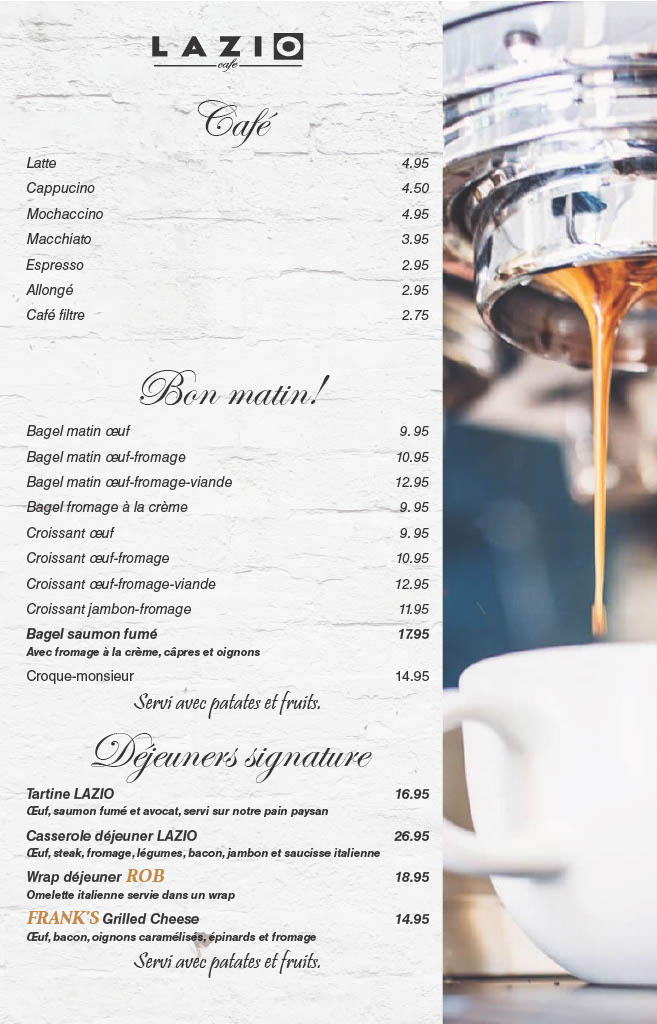 LAZIO
cafe
Café
Latte 4.95
Cappucino 4.50
Mochaccino 4.95
Macchiato 3.95
Espresso 2.95
Allongé 2.95
Café filtre 2.75
Bon matin!
Bagel matin œuf 9.95
Bagel matin œuf-fromage 10.95
Bagel matin œuf-fromage-viande 12.95
Bagel fromage à la crème 9.95
Croissant œuf 9.95
Croissant œuf-fromage 10.95
Croissant œuf-fromage-viande 12.95
Croissant jambon-fromage 11.95
Bagel saumon fumé 17.95
Avec fromage à la crème, câpres et oignons
Croque-monsieur 14.95
Servi avec patates et fruits.
Déjeuners signature
Tartine LAZIO 16.95
Œuf, saumon fumé et avocat, servi sur notre pain paysan
Casserole déjeuner LAZIO 26.95
Œuf, steak, fromage, légumes, bacon, jambon et saucisse italienne
Wrap déjeuner ROB 18.95
Omelette italienne servie dans un wrap
FRANK'S Grilled Cheese 14.95
Œuf, bacon, oignons caramélisés, épinards et fromage
Servi avec patates et fruits.